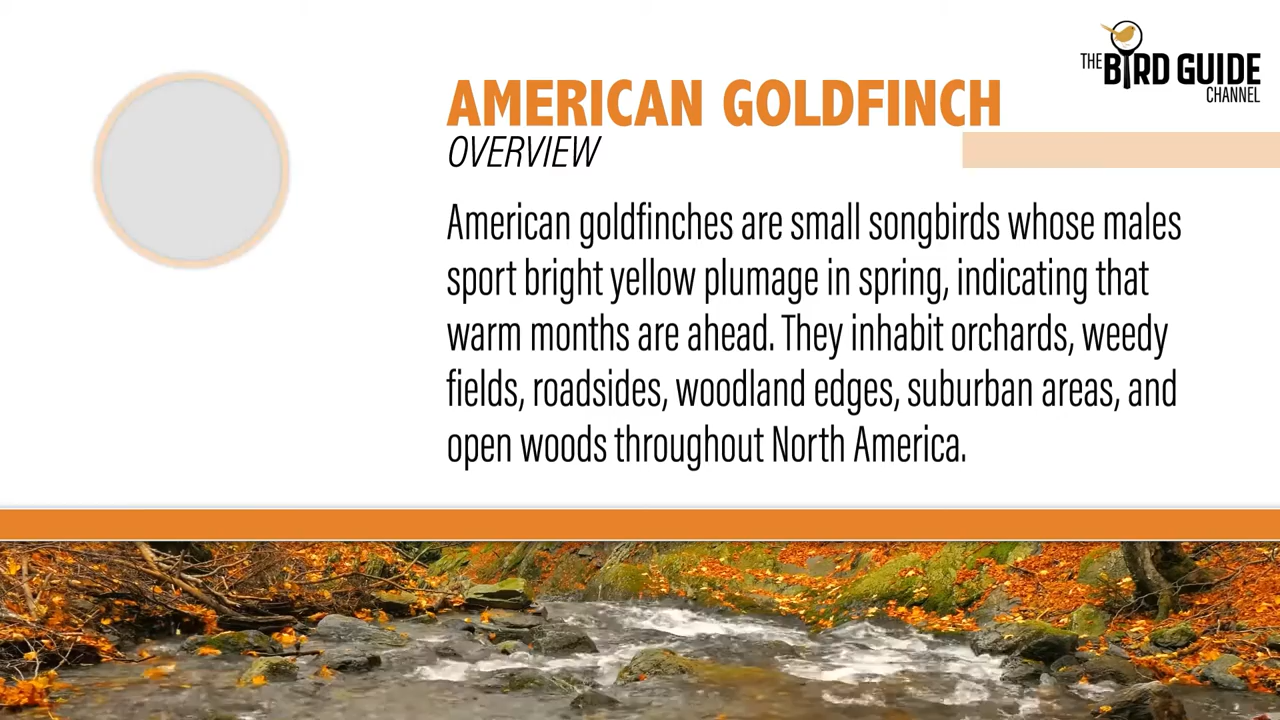 THE BIRD GUIDE
CHANNEL
AMERICAN GOLDFINCH
OVERVIEW
American goldfinches are small songbirds whose males
sport bright yellow plumage in spring, indicating that
warm months are ahead. They inhabit orchards, weedy
fields, roadsides, woodland edges, suburban areas, and
open woods throughout North America.